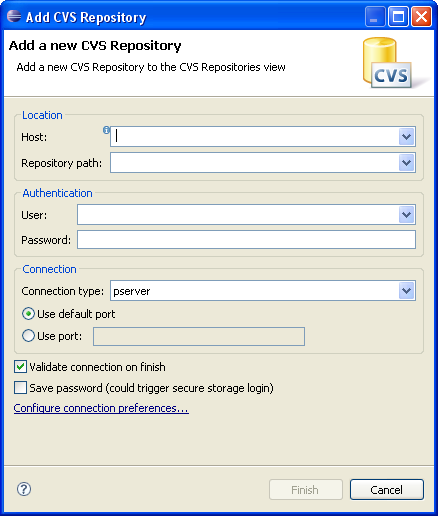 Add CVS Repository
Add a new CVS Repository
Add a new CVS Repository to the CVS Repositories view
CVS
Location
Host:
Repository path:
Authentication
User:
Password:
Connection
Connection type: pserver
Use default port
Use port:
Validate connection on finish
Save password (could trigger secure storage login)
Configure connection preferences...
? Finish Cancel